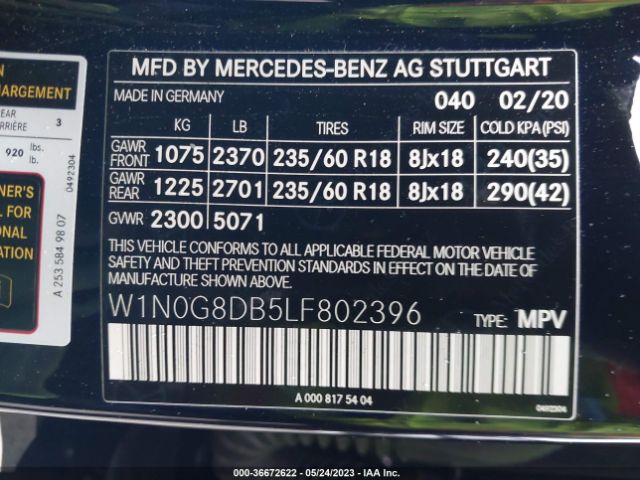 N
CHARGEMENT
EAR
RRIÈRE 3
920 lbs.
lb.
0492304
NER'S
L FOR
ONAL
ATION
A 253 584 98 07
MFD BY MERCEDES-BENZ AG STUTTGART
MADE IN GERMANY 040 02/20
KG LB TIRES RIM SIZE COLD KPA(PSI)
GAWR FRONT 1075 2370 235/60 R18 8Jx18 240(35)
GAWR REAR 1225 2701 235/60 R18 8Jx18 290(42)
GVWR 2300 5071
THIS VEHICLE CONFORMS TO ALL APPLICABLE FEDERAL MOTOR VEHICLE
SAFETY AND THEFT PREVENTION STANDARDS IN EFFECT ON THE DATE OF
MANUFACTURE SHOWN ABOVE.
W1N0G8DB5LF802396 TYPE: MPV
A 000 817 54 04
0492304
000-36672622 - 05/24/2023 - IAA Inc.